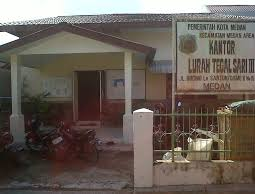 PEMERINTAH KOTA MEDAN
KECAMATAN MEDAN AREA
KANTOR
LURAH TEGAL SARI III
MEDAN